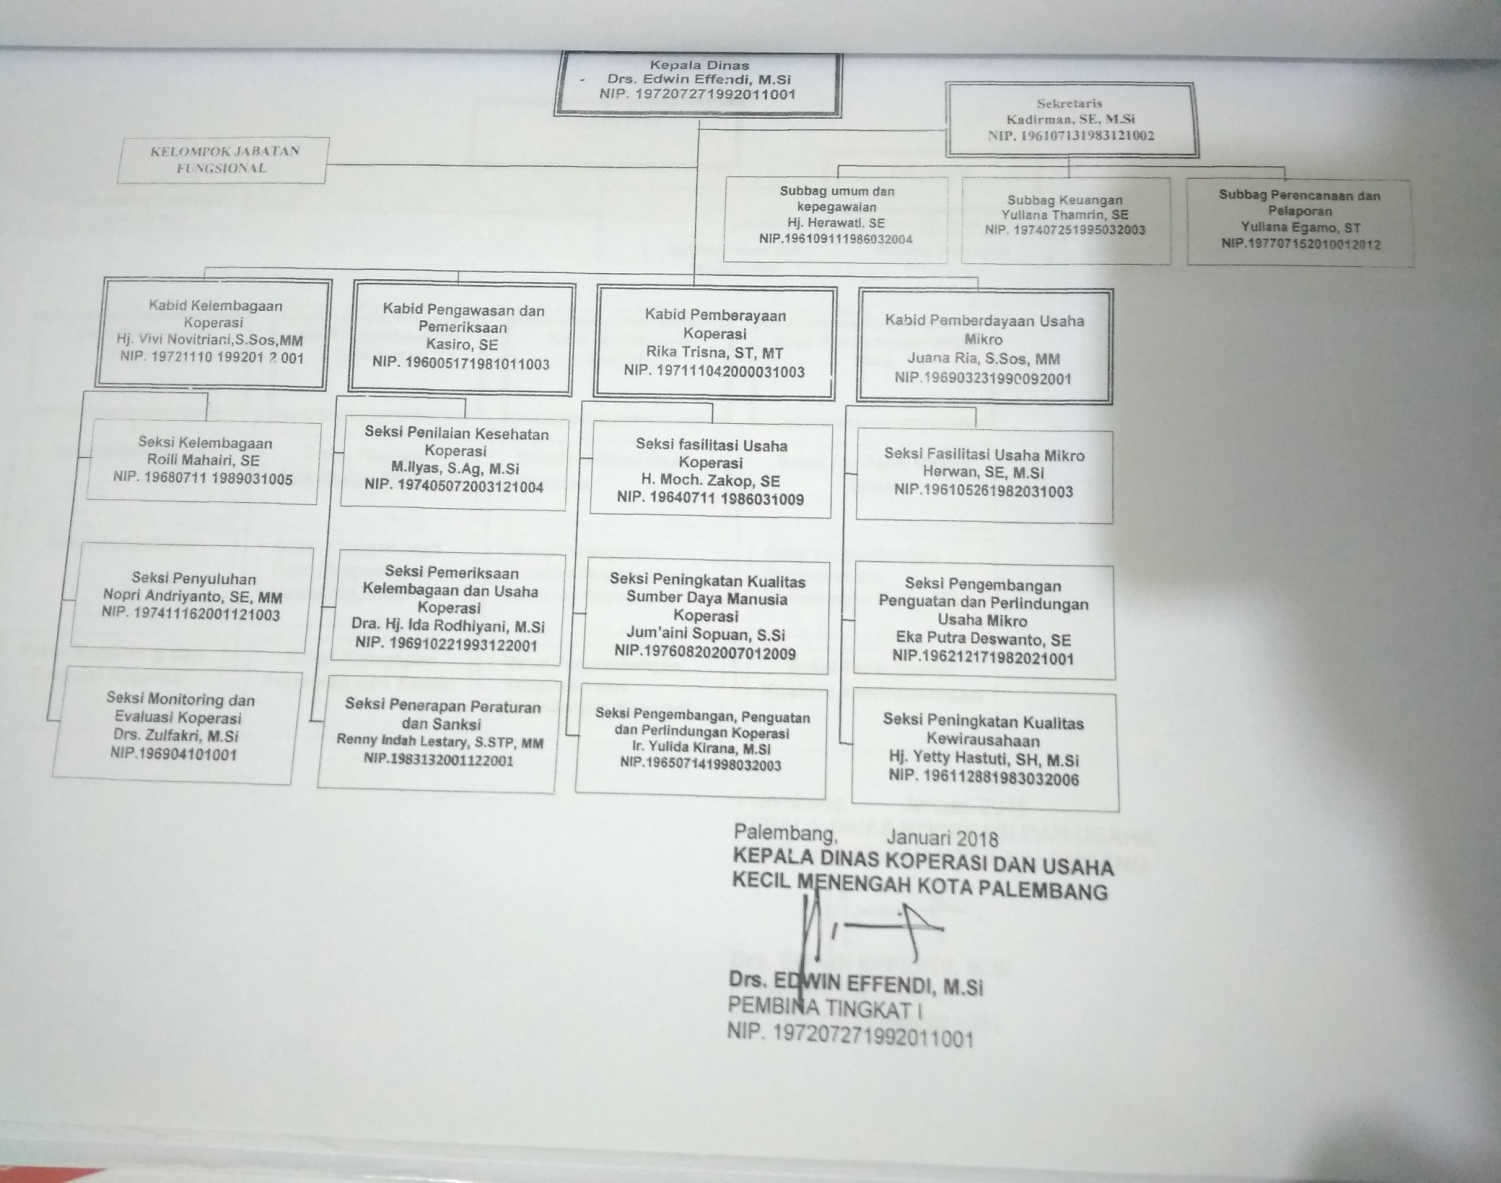 Kepala Dinas
Drs. Edwin Effendi, M.Si
NIP. 197207271992011001
Sekretaris
Kadirman, SE, M.Si
NIP. 196107131983121002
KELOMPOK JABATAN
FUNGSIONAL
Subbag umum dan
kepegawaian
Hj. Herawati. SE
NIP.196109111986032004
Subbag Keuangan
Yuliana Thamrin, SE
NIP. 197407251995032003
Subbag Perencanaan dan
Pelaporan
Yuliana Egamo, ST
NIP.197707152010012012
Kabid Kelembagaan
Koperasi
Hj. Vivi Novitriani,S.Sos,MM
NIP. 19721110 199201 2 001
Kabid Pengawasan dan
Pemeriksaan
Kasiro, SE
NIP. 196005171981011003
Kabid Pemberayaan
Koperasi
Rika Trisna, ST, MT
NIP. 197111042000031003
Kabid Pemberdayaan Usaha
Mikro
Juana Ria, S.Sos, MM
NIP.196903231990092001
Seksi Kelembagaan
Roili Mahairi, SE
NIP. 19680711 1989031005
Seksi Penilaian Kesehatan
Koperasi
M.Ilyas, S.Ag, M.Si
NIP. 197405072003121004
Seksi fasilitasi Usaha
Koperasi
H. Moch. Zakop, SE
NIP. 19640711 1986031009
Seksi Fasilitasi Usaha Mikro
Herwan, SE, M.Si
NIP.196105261982031003
Seksi Penyuluhan
Nopri Andriyanto, SE, MM
NIP. 197411162001121003
Seksi Pemeriksaan
Kelembagaan dan Usaha
Koperasi
Dra. Hj. Ida Rodhiyani, M.Si
NIP. 196910221993122001
Seksi Peningkatan Kualitas
Sumber Daya Manusia
Koperasi
Jum'aini Sopuan, S.Si
NIP.197608202007012009
Seksi Pengembangan
Penguatan dan Perlindungan
Usaha Mikro
Eka Putra Deswanto, SE
NIP.196212171982021001
Seksi Monitoring dan
Evaluasi Koperasi
Drs. Zulfakri, M.Si
NIP.196904101001
Seksi Penerapan Peraturan
dan Sanksi
Renny Indah Lestary, S.STP, MM
NIP.1983132001122001
Seksi Pengembangan, Penguatan
dan Perlindungan Koperasi
Ir. Yulida Kirana, M.Si
NIP.196507141998032003
Seksi Peningkatan Kualitas
Kewirausahaan
Hj. Yetty Hastuti, SH, M.Si
NIP. 196112881983032006
Palembang, Januari 2018
KEPALA DINAS KOPERASI DAN USAHA
KECIL MENENGAH KOTA PALEMBANG
Drs. EDWIN EFFENDI, M.Si
PEMBINA TINGKAT I
NIP. 197207271992011001